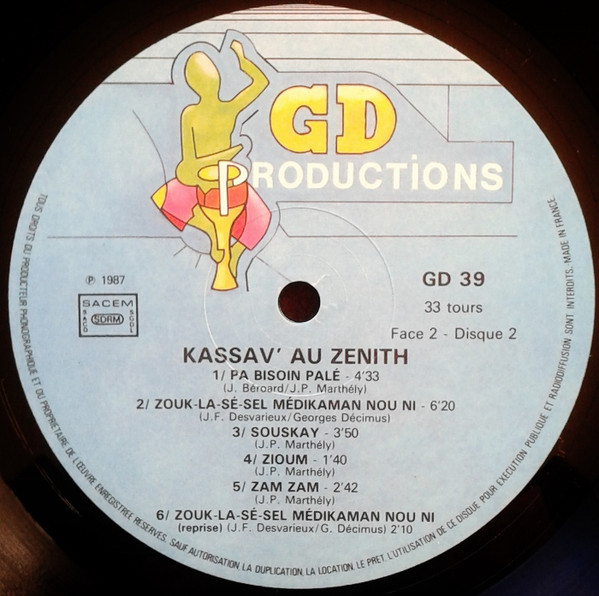 GD
PRODUCTIONS
℗ 1987
GD 39
SACEM
SACD
SDRM
SGDL
33 tours
Face 2 - Disque 2
KASSAV' AU ZENITH
1/ PA BISOIN PALÉ - 4'33
(J. Béroard/J.P. Marthély)
2/ ZOUK-LA-SÉ-SEL MÉDIKAMAN NOU NI - 6'20
(J.F. Desvarieux/Georges Décimus)
3/ SOUSKAY - 3'50
(J.P. Marthély)
4/ ZIOUM - 1'40
(J.P. Marthély)
5/ ZAM ZAM - 2'42
(J.P. Marthély)
6/ ZOUK-LA-SÉ-SEL MÉDIKAMAN NOU NI
(reprise) (J.F. Desvarieux/G. Décimus) 2'10
TOUS DROITS DU PRODUCTEUR PHONOGRAPHIQUE ET DU PROPRIETAIRE DE L'ŒUVRE ENREGISTREE RESERVES. SAUF AUTORISATION, LA DUPLICATION, LA LOCATION, LE PRET, L'UTILISATION DE CE DISQUE POUR EXECUTION PUBLIQUE ET RADIODIFFUSION SONT INTERDITS. MADE IN FRANCE.